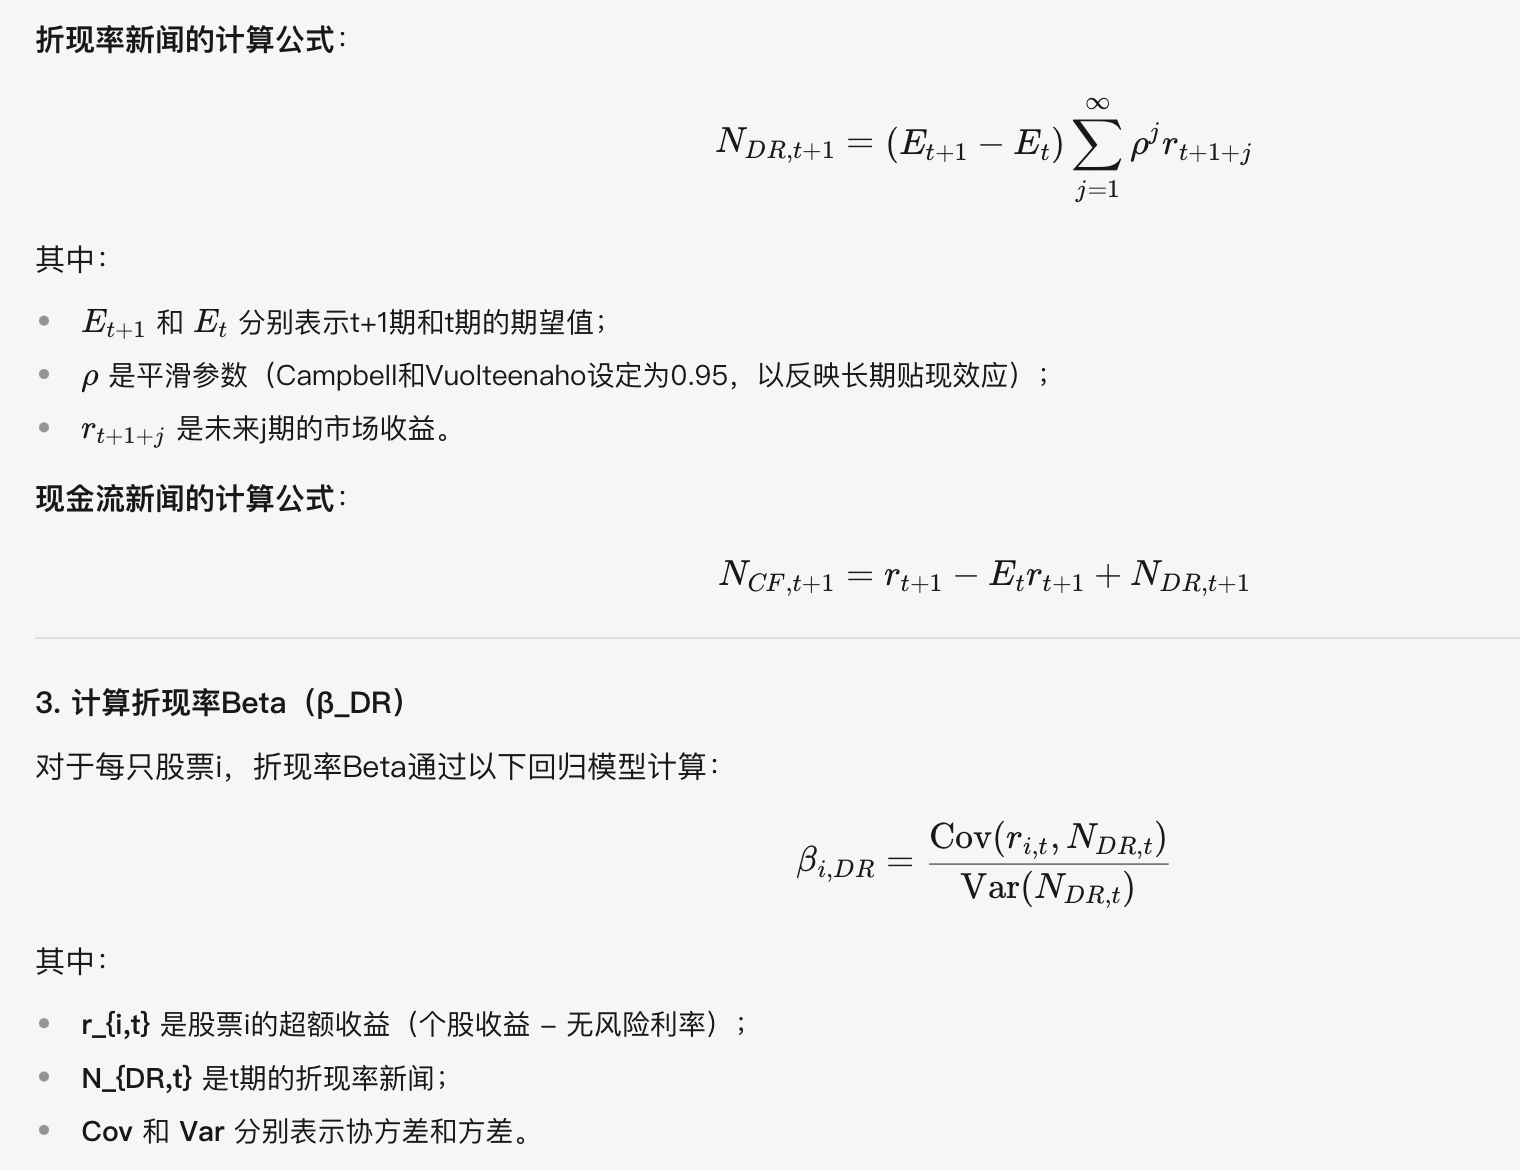 折现率新闻的计算公式：
N_{DR,t+1} = (E_{t+1} − E_t) \sum_{j=1}^{∞} ρ^j r_{t+1+j}
其中：
• E_{t+1} 和 E_t 分别表示t+1期和t期的期望值；
• ρ 是平滑参数（Campbell和Vuolteenaho设定为0.95，以反映长期贴现效应）；
• r_{t+1+j} 是未来j期的市场收益。
现金流新闻的计算公式：
N_{CF,t+1} = r_{t+1} − E_t r_{t+1} + N_{DR,t+1}
3. 计算折现率Beta（β_DR）
对于每只股票i，折现率Beta通过以下回归模型计算：
β_{i,DR} = \frac{Cov(r_{i,t}, N_{DR,t})}{Var(N_{DR,t})}
其中：
• r_{i,t} 是股票i的超额收益（个股收益 – 无风险利率）；
• N_{DR,t} 是t期的折现率新闻；
• Cov 和 Var 分别表示协方差和方差。